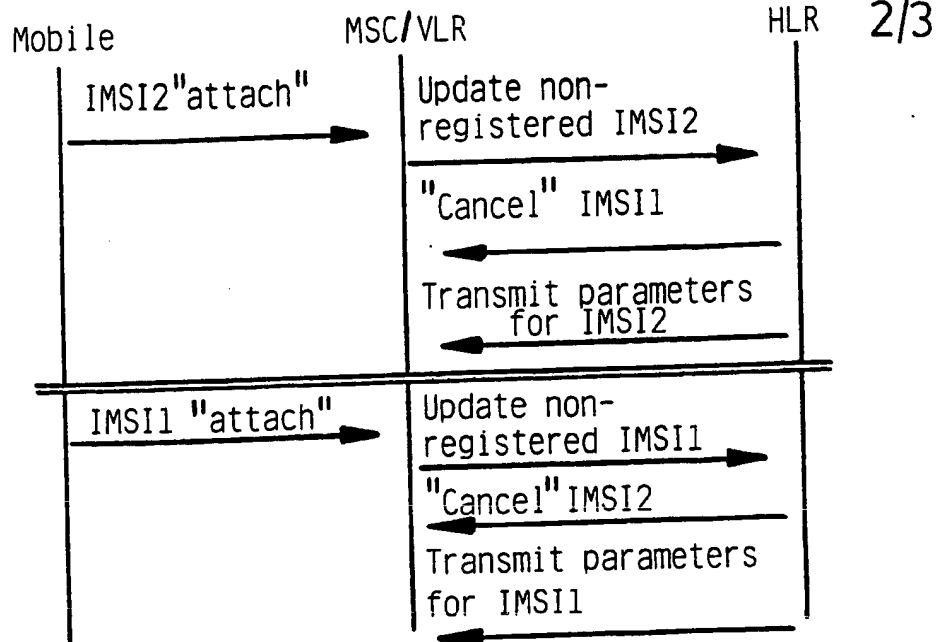 Mobile MSC/VLR HLR 2/3
IMSI2 "attach"
Update non-
registered IMSI2
"Cancel" IMSI1
Transmit parameters
for IMSI2
IMSI1 "attach"
Update non-
registered IMSI1
"Cancel" IMSI2
Transmit parameters
for IMSI1